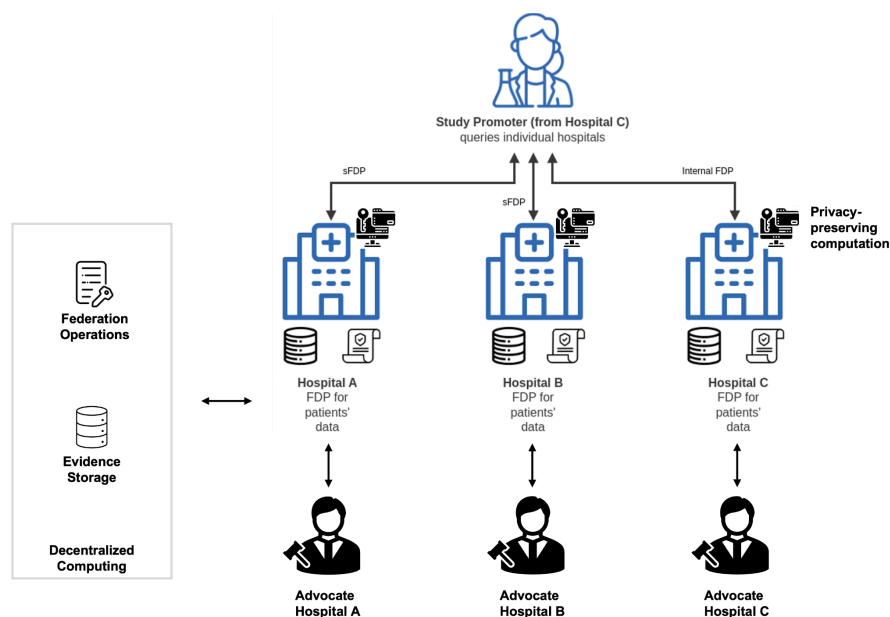 Study Promoter (from Hospital C)
queries individual hospitals
sFDP
sFDP
Internal FDP
Privacy-
preserving
computation
Federation
Operations
Evidence
Storage
Decentralized
Computing
Hospital A
FDP for
patients'
data
Hospital B
FDP for
patients'
data
Hospital C
FDP for
patients'
data
Advocate
Hospital A
Advocate
Hospital B
Advocate
Hospital C